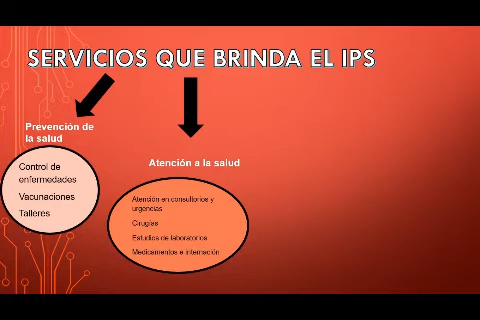 SERVICIOS QUE BRINDA EL IPS
Prevención de
la salud
Control de
enfermedades
Vacunaciones
Talleres
Atención a la salud
Atención en consultorios y
urgencias
Cirugías
Estudios de laboratorios
Medicamentos e internación